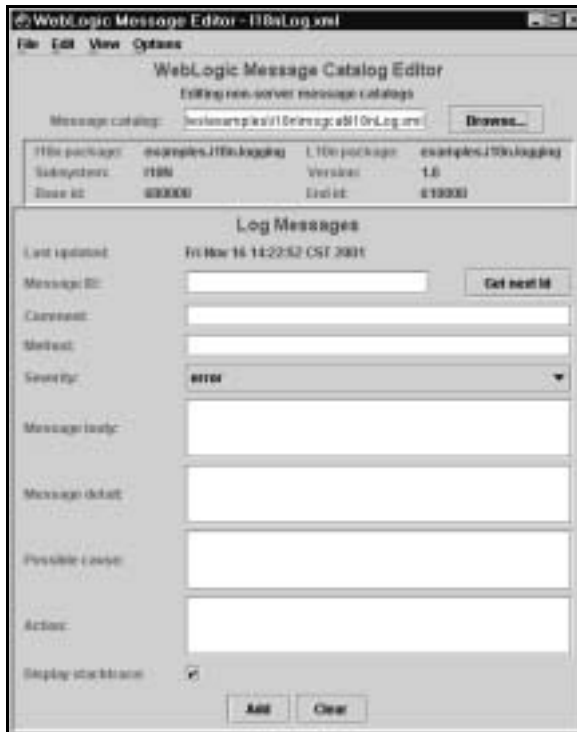 WebLogic Message Editor - I18nLog.xml
File Edit View Options
WebLogic Message Catalog Editor
Editing non-server message catalogs
Message catalog: Browse...
I18n package: examples.i18n.logging L10n package: examples.i18n.logging
Subsystem: I18N Version: 1.0
Base id: 600000 End id: 610000
Log Messages
Last updated: Fri Nov 16 14:22:52 CST 2001
Message ID: Get next Id
Comment:
Method:
Severity: error
Message body:
Message detail:
Possible cause:
Action:
Display stacktrace:
Add Clear